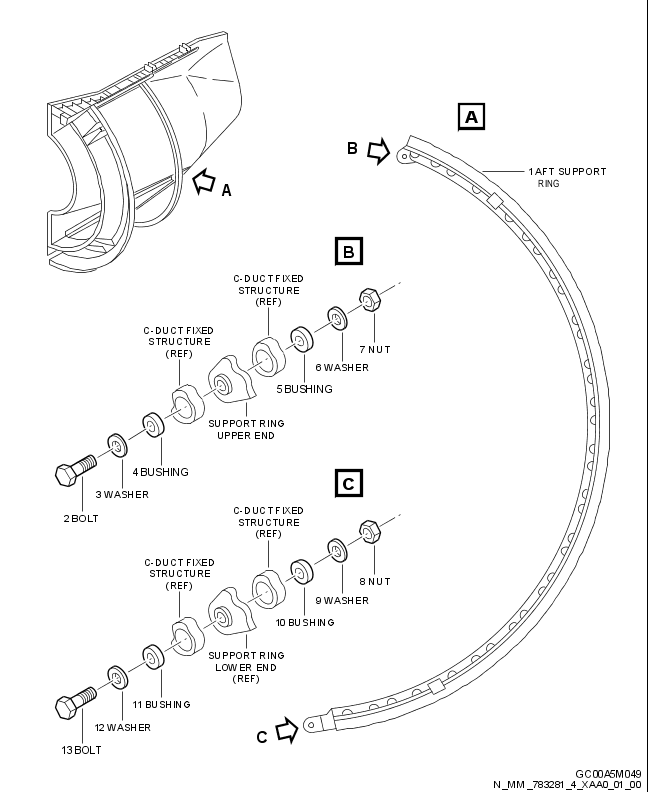 A
A
B
1 AFT SUPPORT
RING
B
C-DUCT FIXED
STRUCTURE
(REF)
C-DUCT FIXED
STRUCTURE
(REF)
7 NUT
6 WASHER
5 BUSHING
SUPPORT RING
UPPER END
4 BUSHING
3 WASHER
2 BOLT
C
C-DUCT FIXED
STRUCTURE
(REF)
C-DUCT FIXED
STRUCTURE
(REF)
8 NUT
9 WASHER
10 BUSHING
SUPPORT RING
LOWER END
(REF)
11 BUSHING
12 WASHER
13 BOLT
C
GC00A5M049
N_MM_783281_4_XAA0_01_00